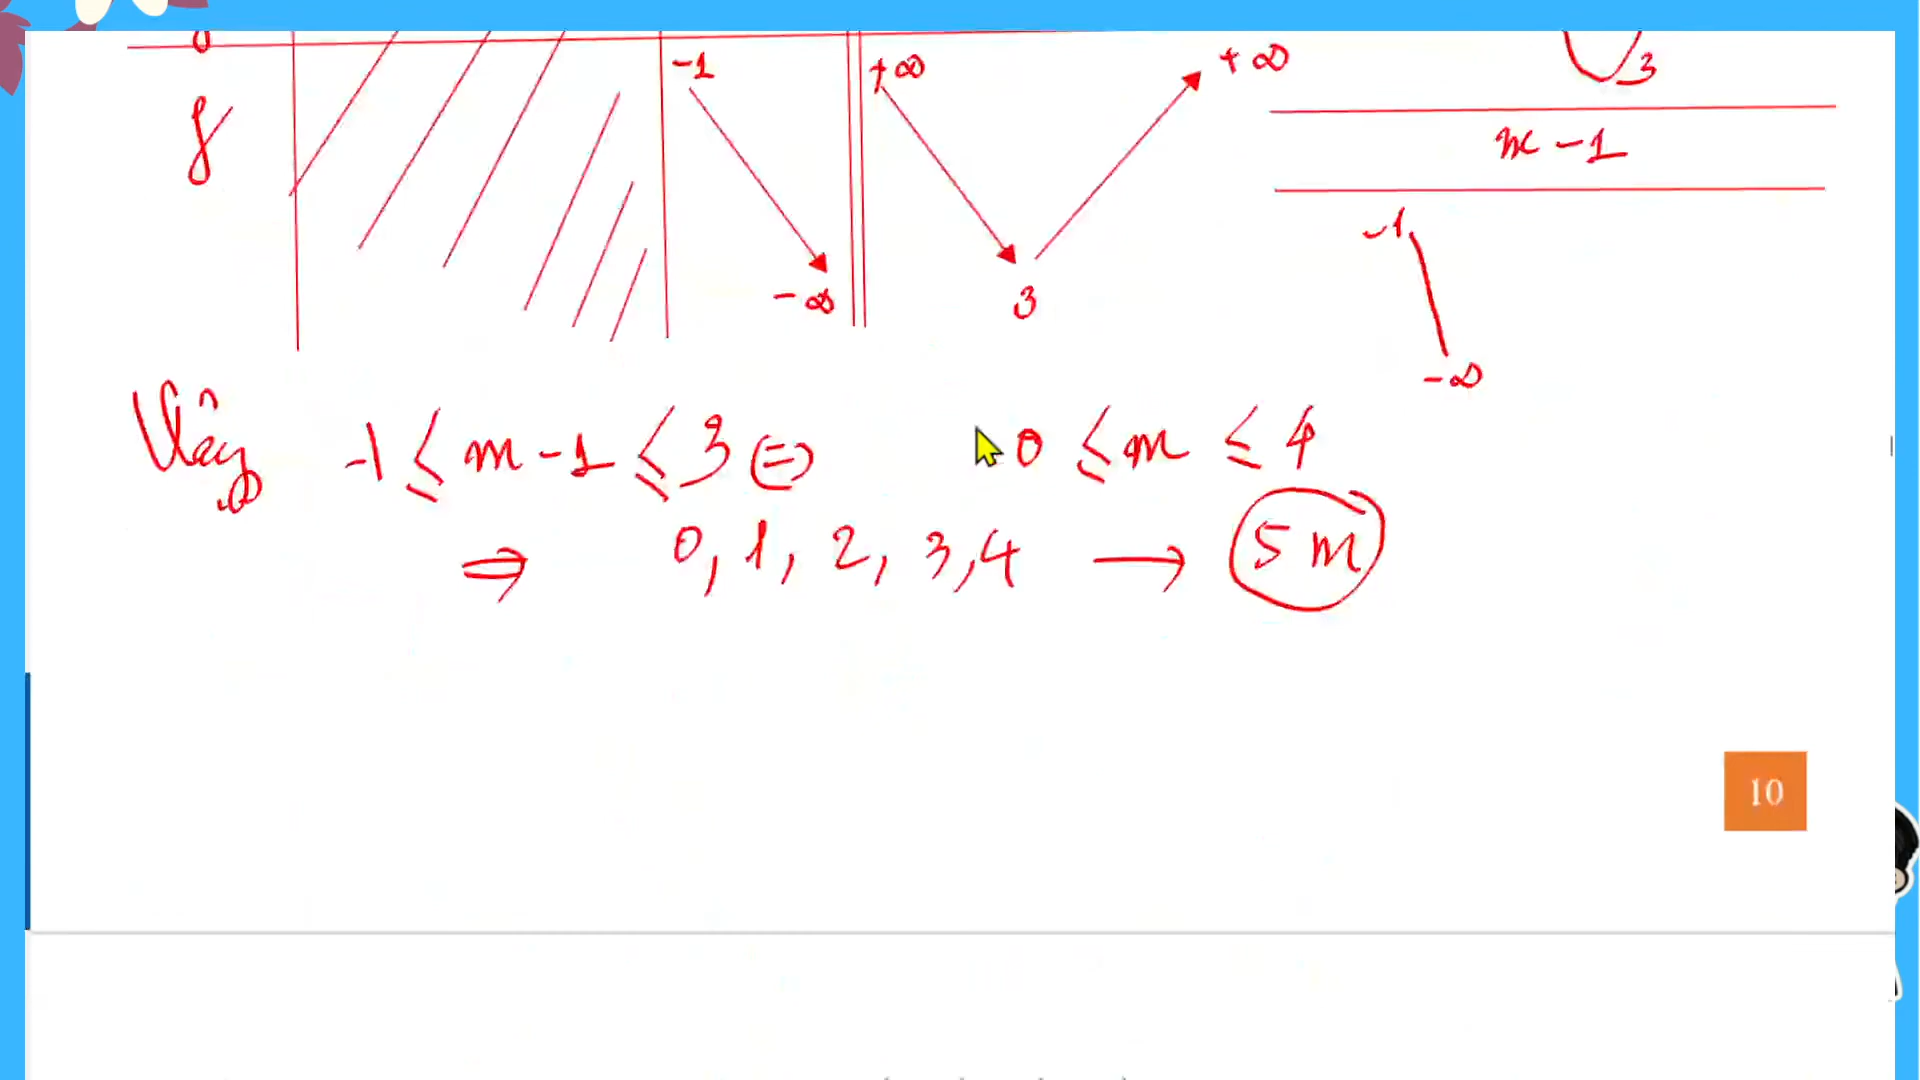 -1 +∞ +∞ 3
y m - 1
-∞ 3 -1
-∞
Vậy -1 ≤ m - 1 ≤ 3 ⇔ 0 ≤ m ≤ 4
⇒ 0, 1, 2, 3, 4 → 5 m
10